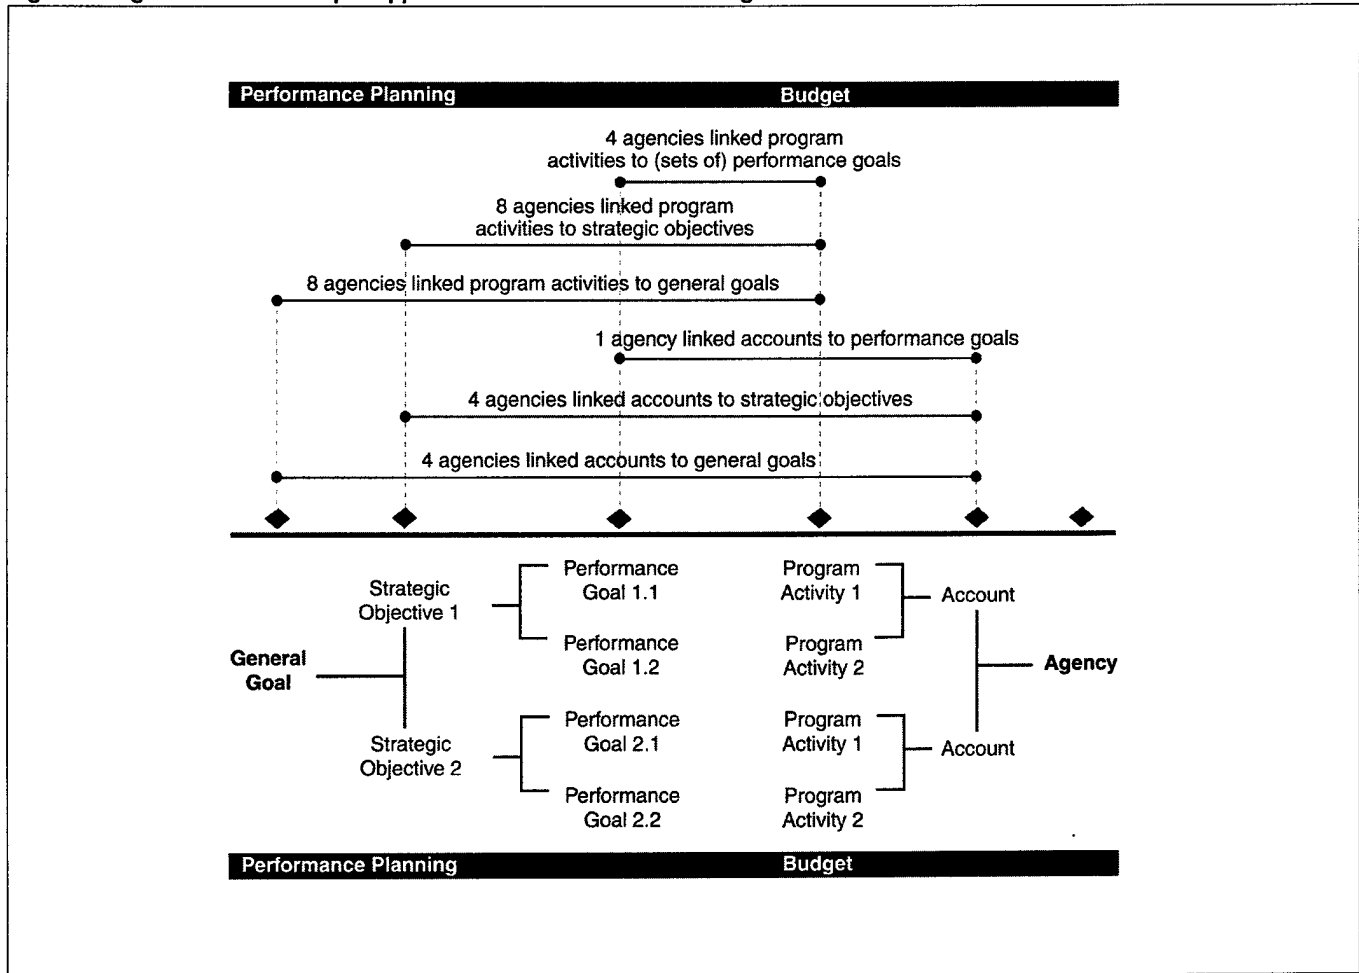 Performance Planning Budget
4 agencies linked program
activities to (sets of) performance goals
8 agencies linked program
activities to strategic objectives
8 agencies linked program activities to general goals
1 agency linked accounts to performance goals
4 agencies linked accounts to strategic objectives
4 agencies linked accounts to general goals
General
Goal
Strategic
Objective 1
Strategic
Objective 2
Performance
Goal 1.1
Performance
Goal 1.2
Performance
Goal 2.1
Performance
Goal 2.2
Program
Activity 1
Program
Activity 2
Program
Activity 1
Program
Activity 2
Account
Account
Agency
Performance Planning Budget